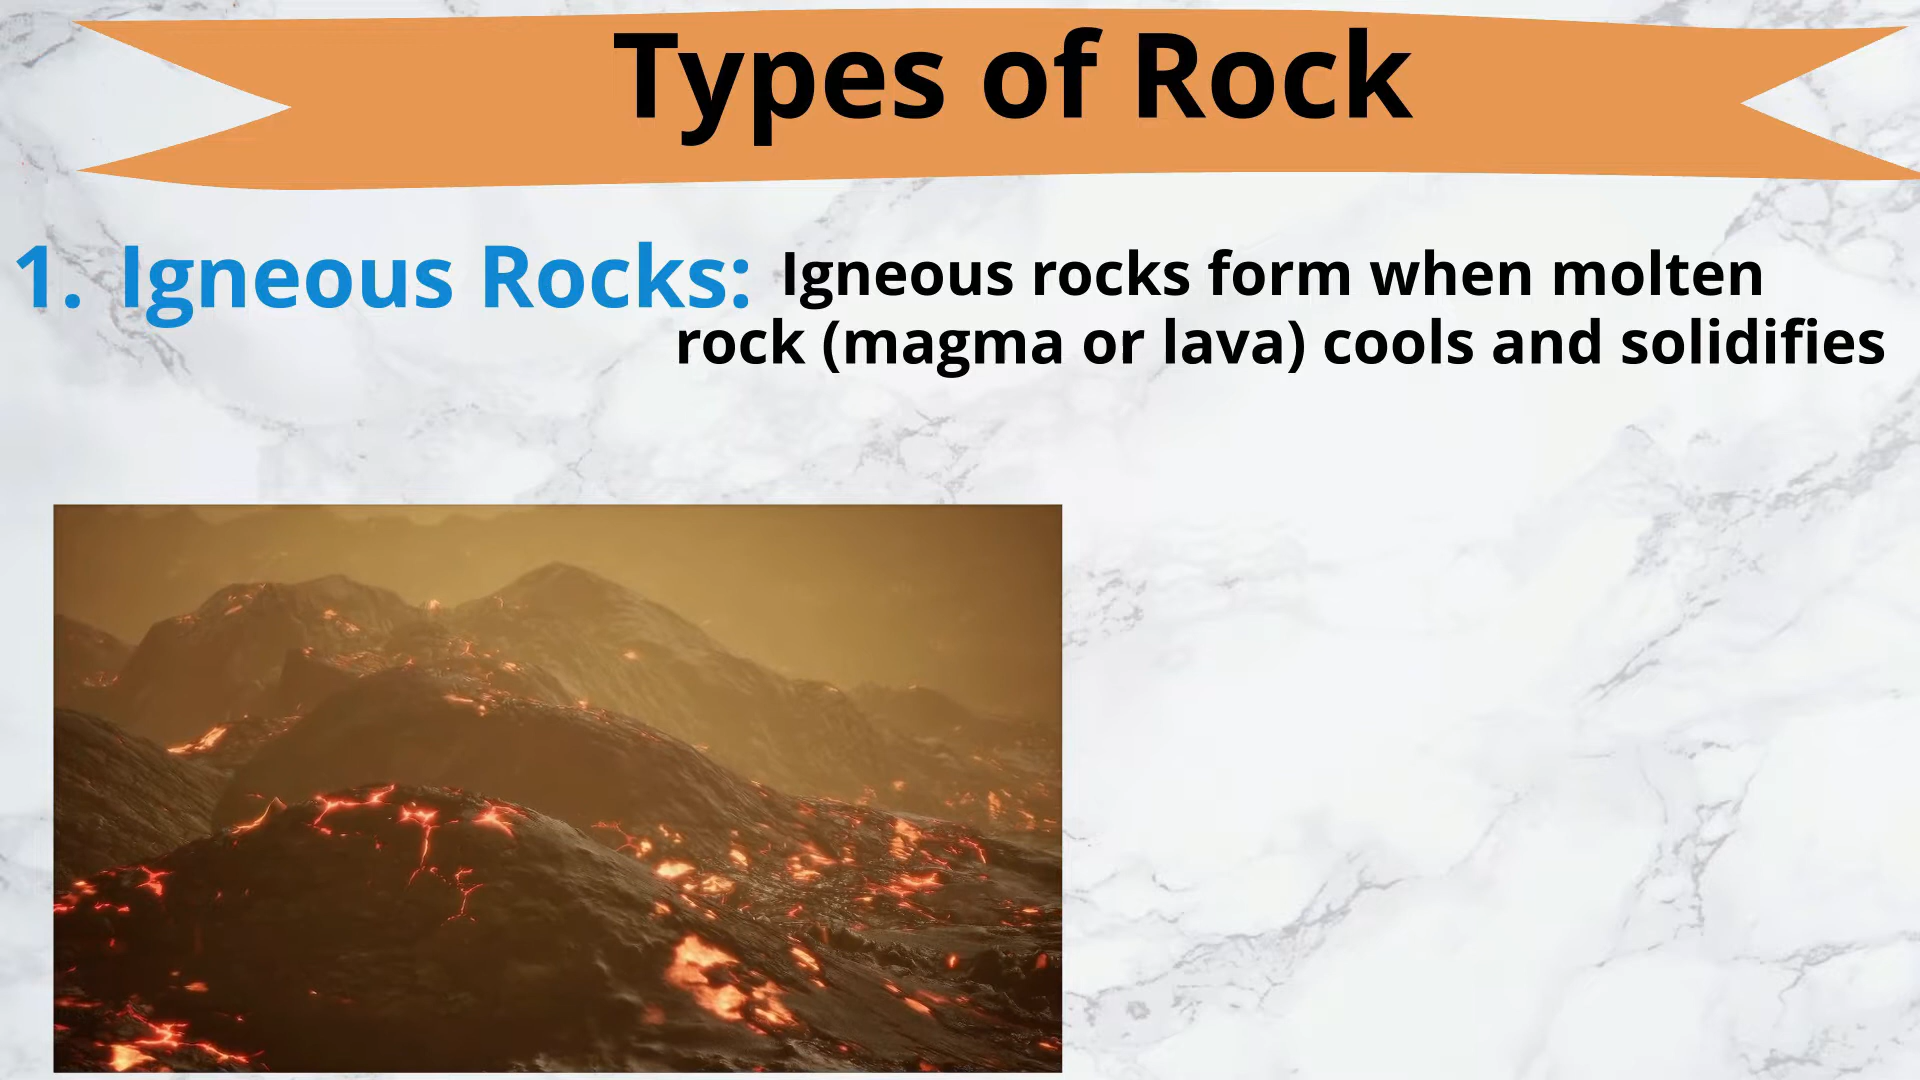 Types of Rock
1. Igneous Rocks: Igneous rocks form when molten
rock (magma or lava) cools and solidifies